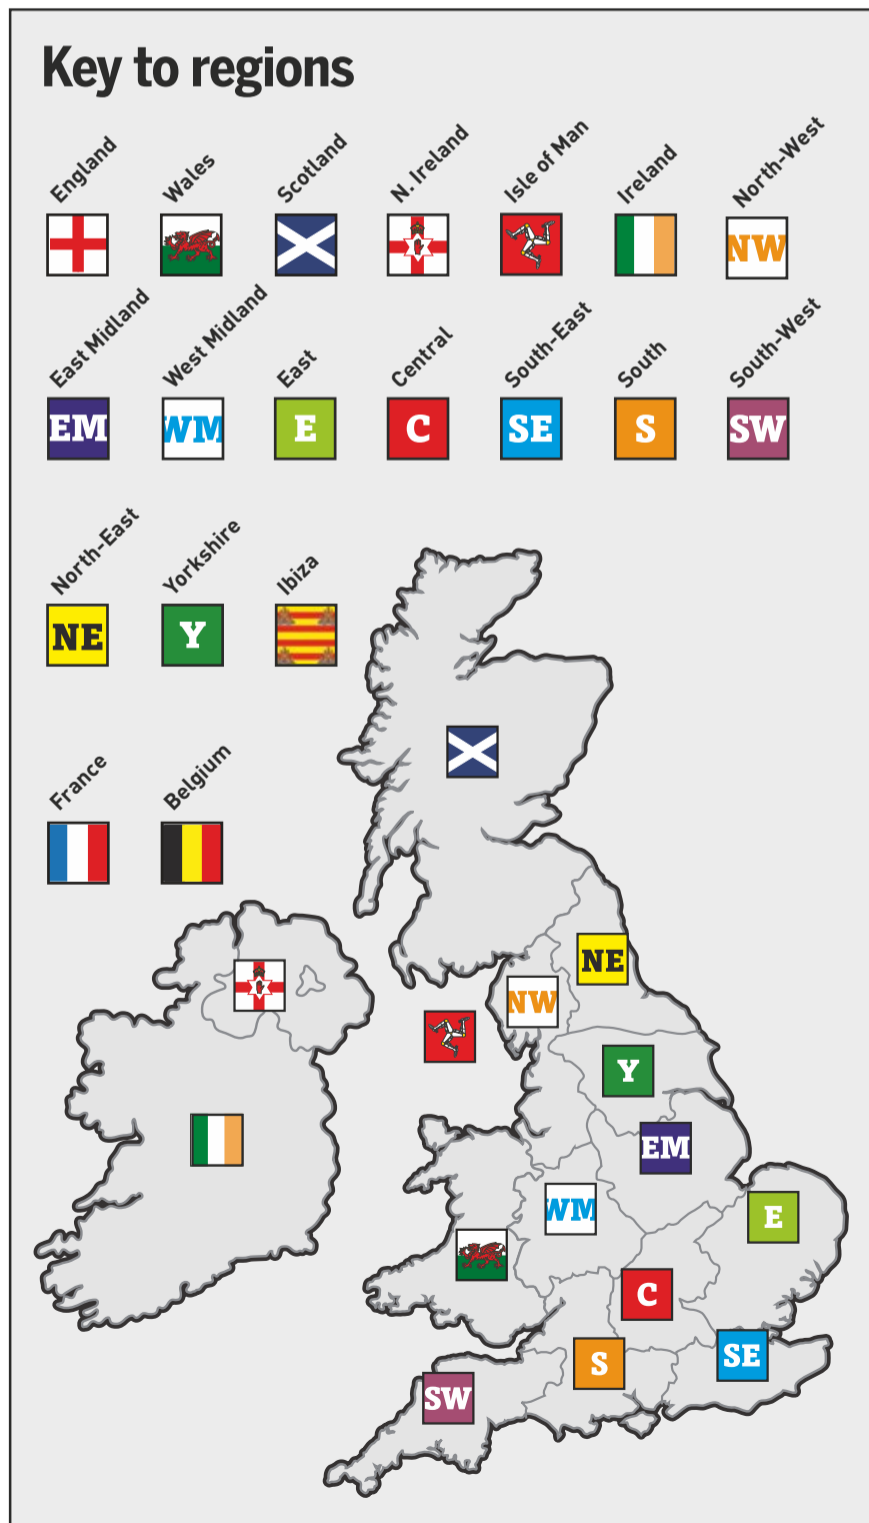 Key to regions
England
Wales
Scotland
N. Ireland
Isle of Man
Ireland
North-West
NW
East Midland
West Midland
East
Central
South-East
South
South-West
EM
WM
E
C
SE
S
SW
North-East
Yorkshire
Ibiza
NE
Y
France
Belgium
NE
NW
Y
EM
WM
E
C
SE
S
SW